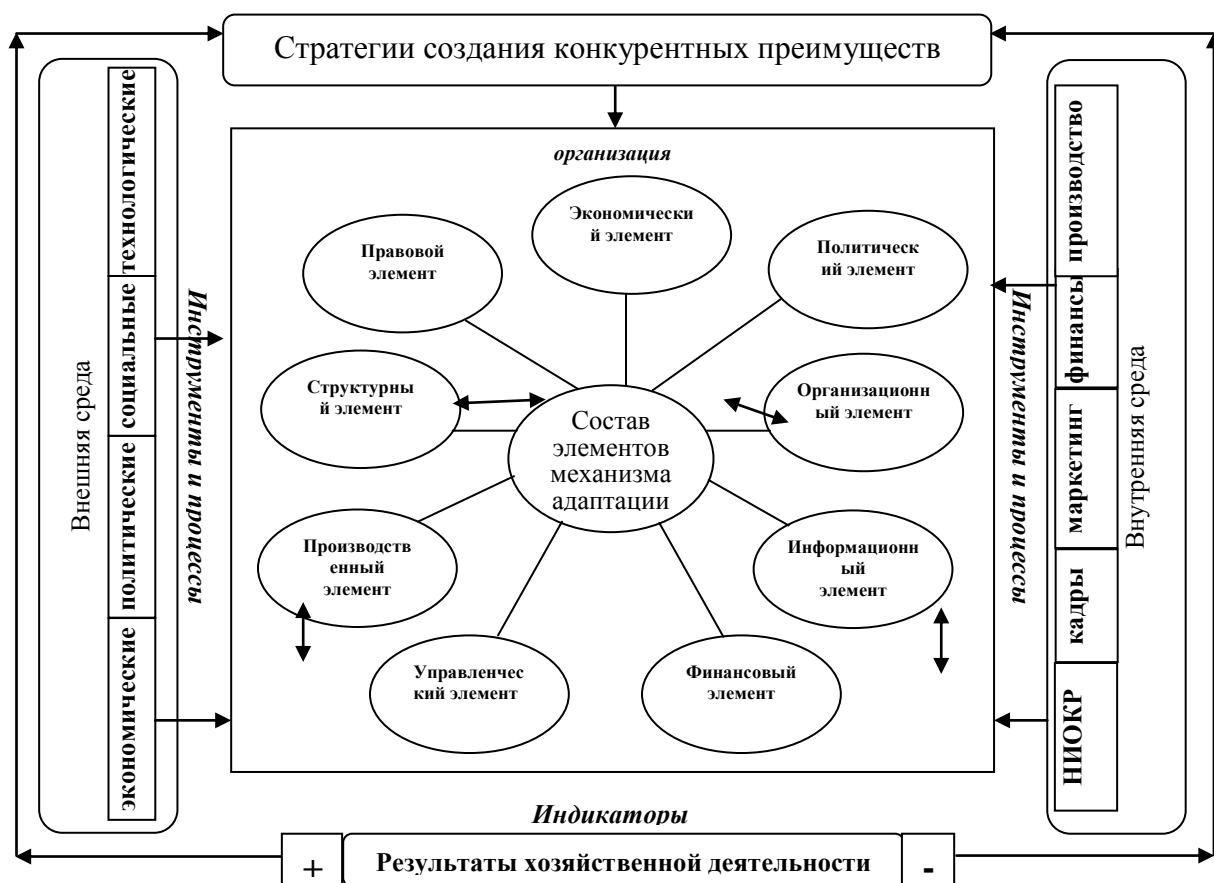 Стратегии создания конкурентных преимуществ
организация
Экономически
й элемент
Правовой
элемент
Политическ
ий элемент
Структурны
й элемент
Организационн
ый элемент
Состав
элементов
механизма
адаптации
Производств
енный
элемент
Информационн
ый
элемент
Управленчес
кий элемент
Финансовый
элемент
Внешняя среда
технологические
социальные
политические
экономические
Инструменты и процессы
Инструменты и процессы
производство
финансы
маркетинг
кадры
НИОКР
Внутренняя среда
Индикаторы
+
Результаты хозяйственной деятельности
-